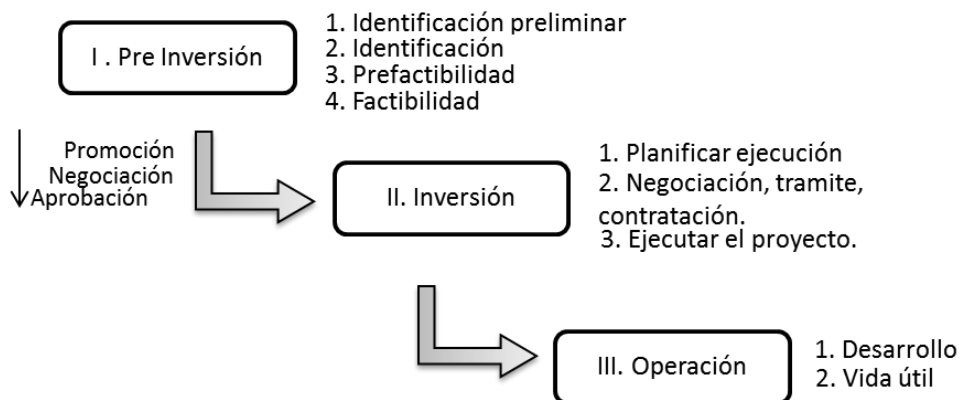 I . Pre Inversión
1. Identificación preliminar
2. Identificación
3. Prefactibilidad
4. Factibilidad
Promoción
Negociación
Aprobación
II. Inversión
1. Planificar ejecución
2. Negociación, tramite,
contratación.
3. Ejecutar el proyecto.
III. Operación
1. Desarrollo
2. Vida útil